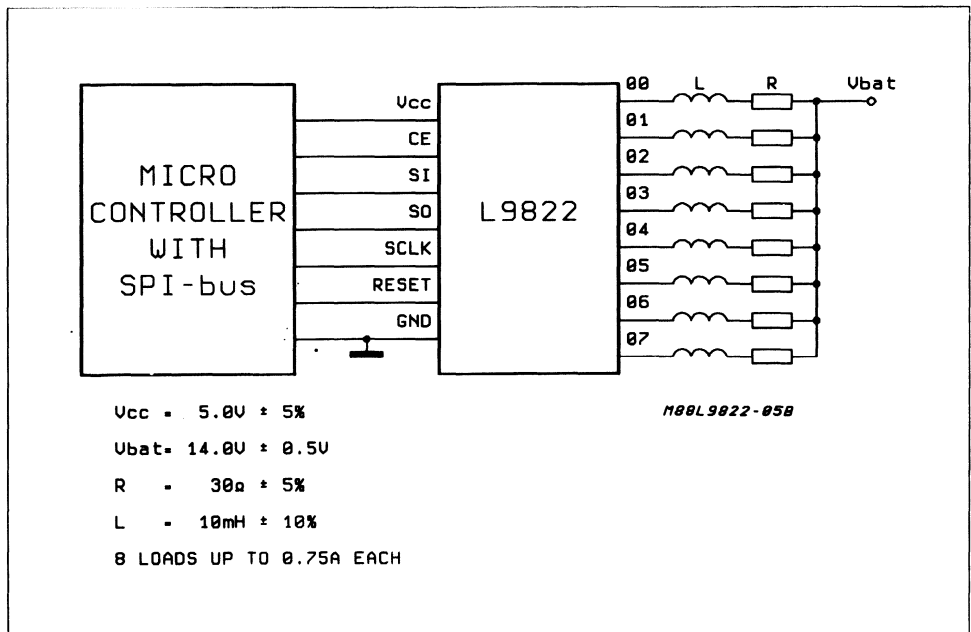 MICRO
CONTROLLER
WITH
SPI-bus
Vcc
CE
SI
SO
SCLK
RESET
GND
L9822
00
01
02
03
04
05
06
07
L
R
Vbat
M88L9822-05B
Vcc = 5.0V ± 5%
Vbat= 14.0V ± 0.5V
R = 30Ω ± 5%
L = 10mH ± 10%
8 LOADS UP TO 0.75A EACH